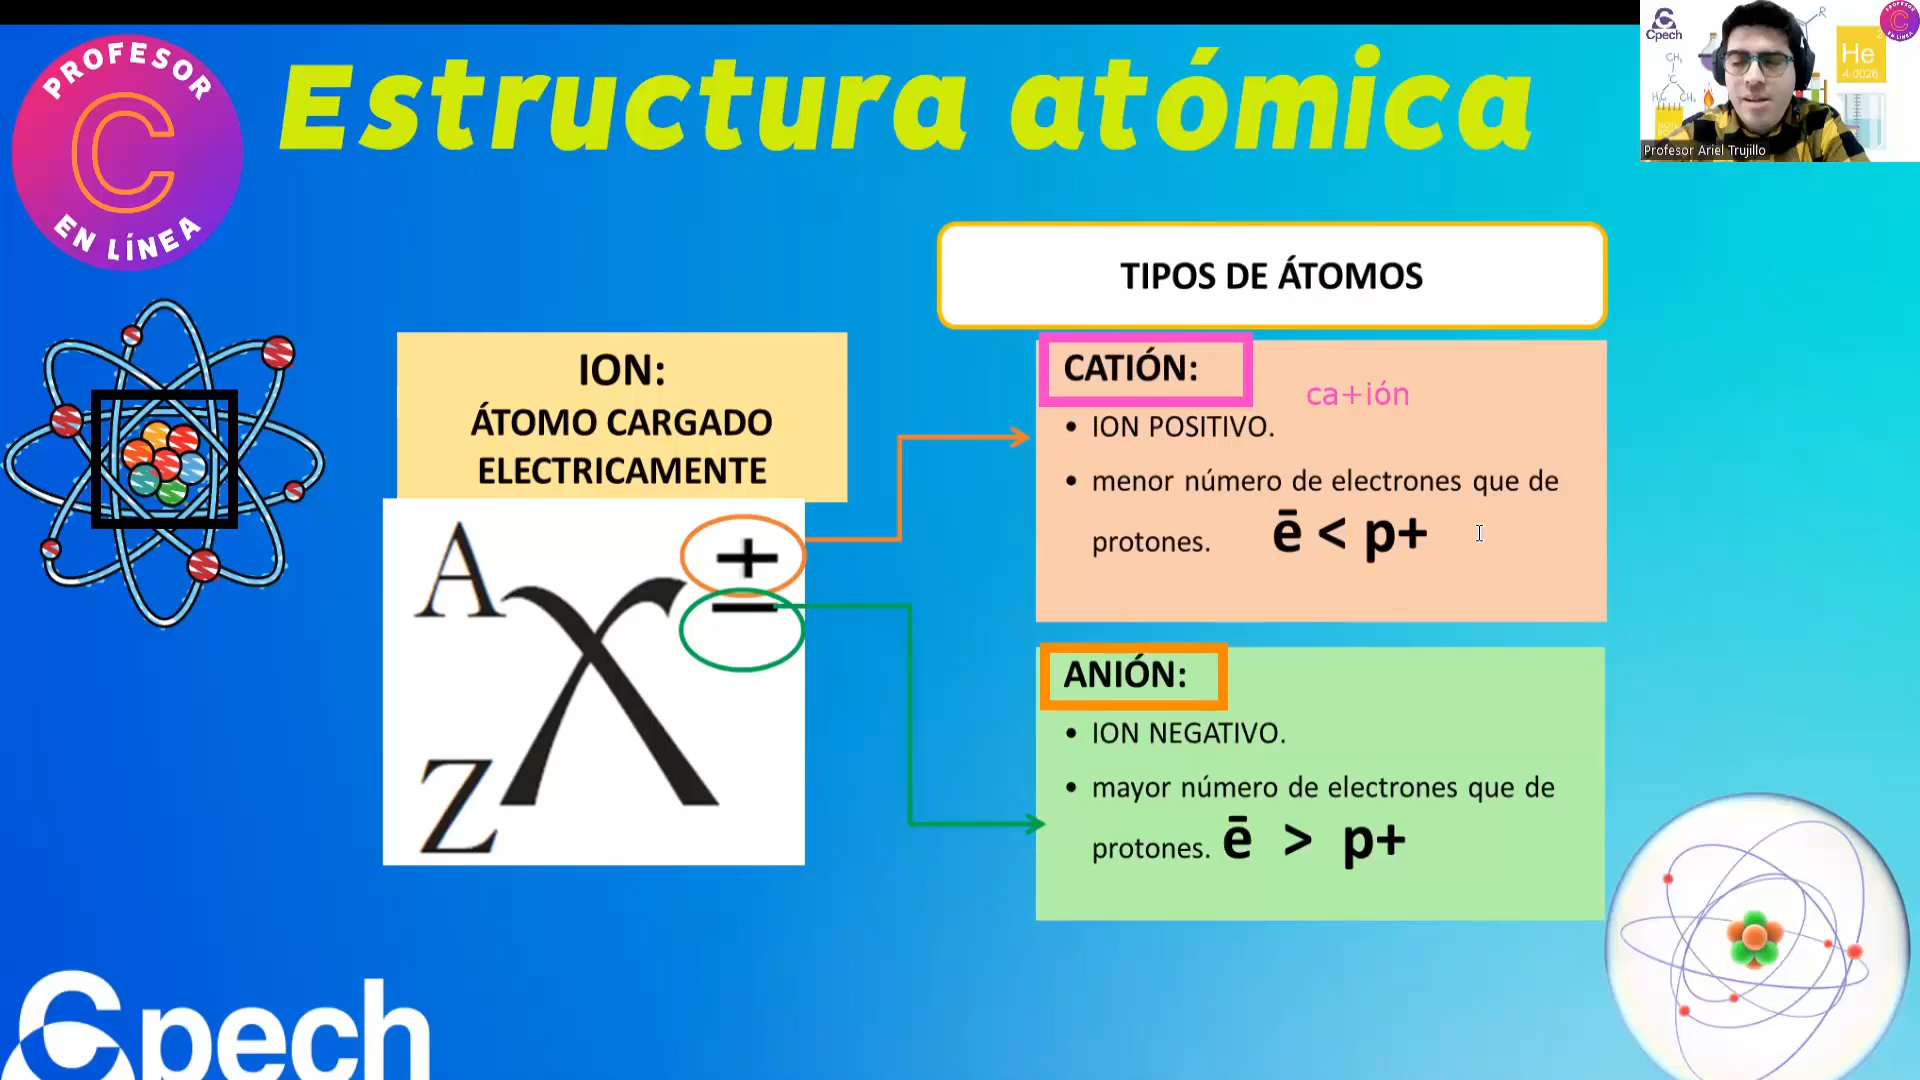 PROFESOR
EN LÍNEA
Estructura atómica
Cpech
He
4.0026
Profesor Ariel Trujillo
TIPOS DE ÁTOMOS
ION:
ÁTOMO CARGADO
ELECTRICAMENTE
A
X
+
−
Z
CATIÓN:
ca+ión
• ION POSITIVO.
• menor número de electrones que de
protones. ē < p+
ANIÓN:
• ION NEGATIVO.
• mayor número de electrones que de
protones. ē > p+
Cpech